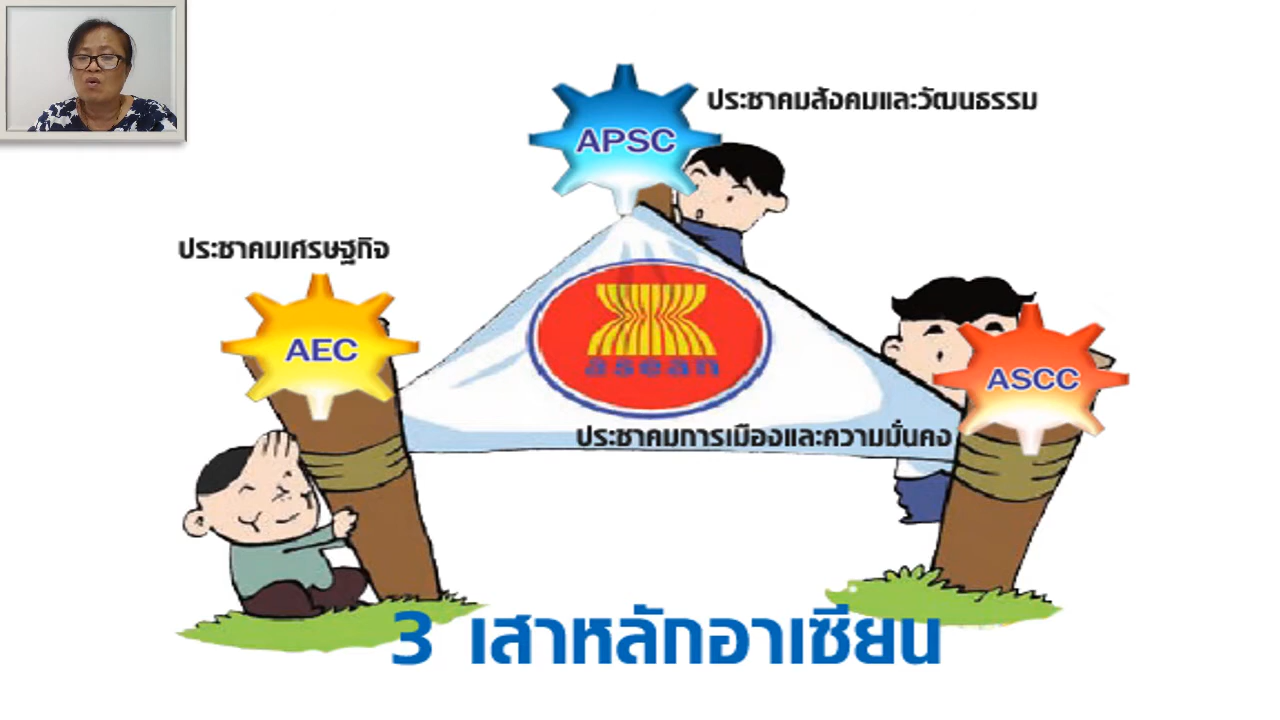 ประชาคมสังคมและวัฒนธรรม
APSC
ประชาคมเศรษฐกิจ
AEC
asean
ASCC
ประชาคมการเมืองและความมั่นคง
3 เสาหลักอาเซียน